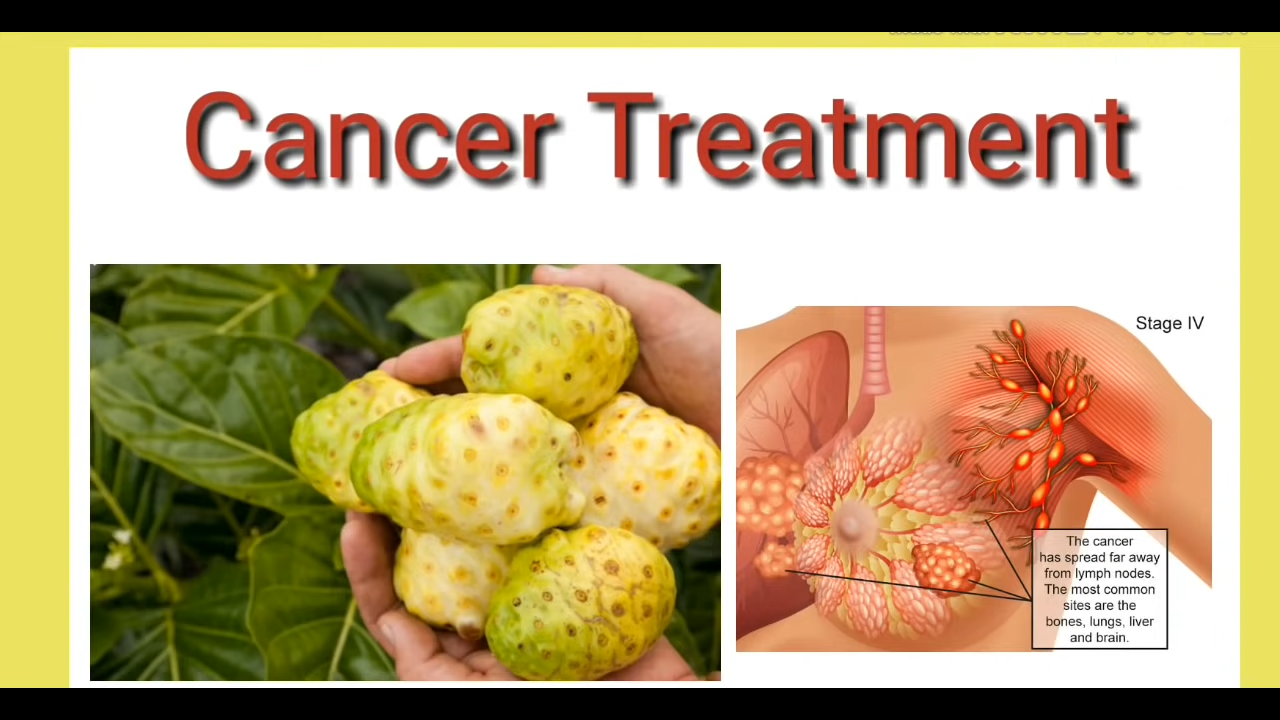 Cancer Treatment
Stage IV
The cancer
has spread far away
from lymph nodes.
The most common
sites are the
bones, lungs, liver
and brain.